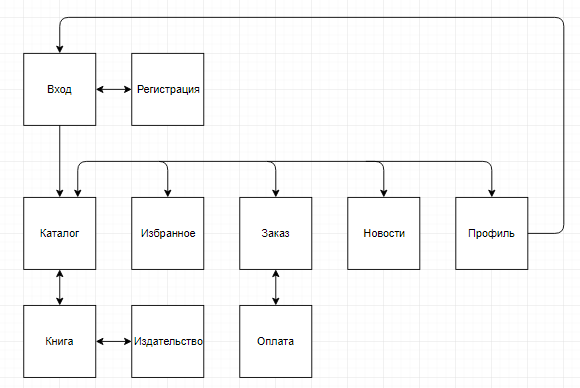 Вход
Регистрация
Каталог
Избранное
Заказ
Новости
Профиль
Книга
Издательство
Оплата